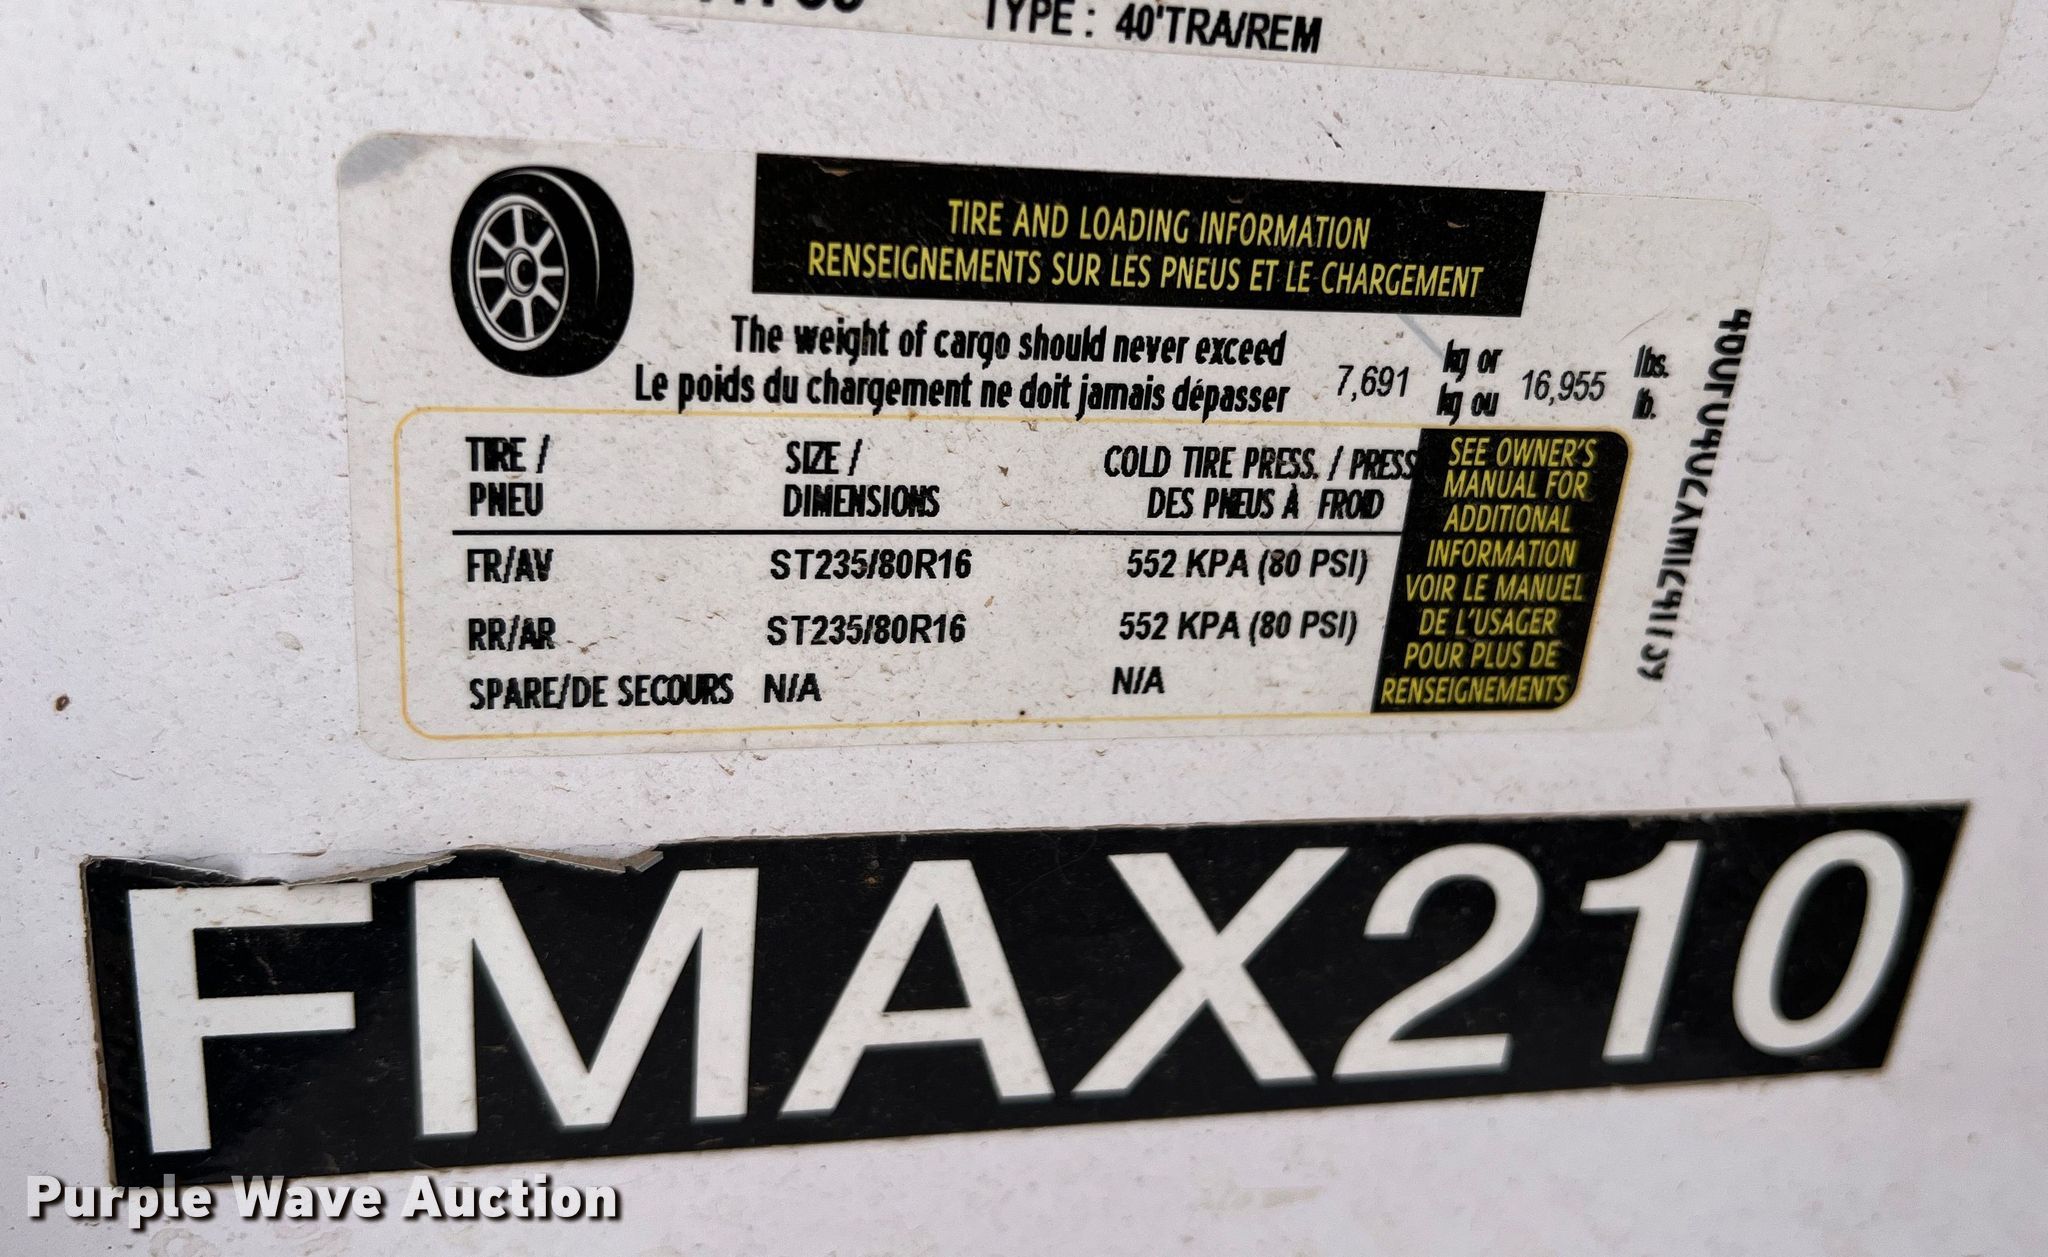 TYPE : 40'TRA/REM
TIRE AND LOADING INFORMATION
RENSEIGNEMENTS SUR LES PNEUS ET LE CHARGEMENT
The weight of cargo should never exceed
Le poids du chargement ne doit jamais dépasser
7,691
kg or
kg ou
16,955
lbs.
lb.
TIRE / SIZE / COLD TIRE PRESS. / PRESS
PNEU DIMENSIONS DES PNEUS À FROID
FR/AV ST235/80R16 552 KPA (80 PSI)
RR/AR ST235/80R16 552 KPA (80 PSI)
SPARE/DE SECOURS N/A N/A
SEE OWNER'S
MANUAL FOR
ADDITIONAL
INFORMATION
VOIR LE MANUEL
DE L'USAGER
POUR PLUS DE
RENSEIGNEMENTS
FMAX210
Purple Wave Auction